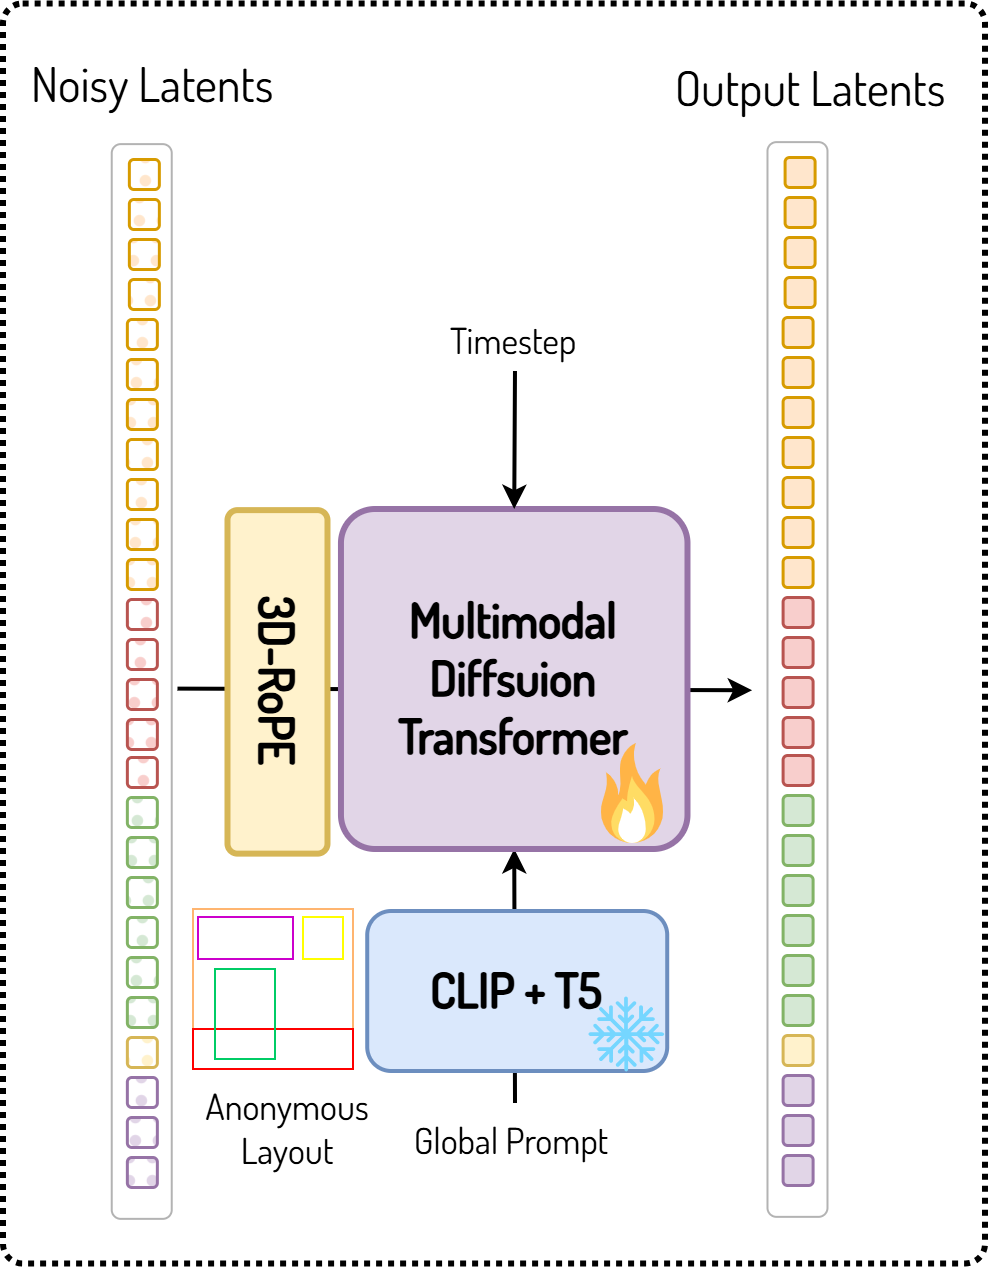 Noisy Latents
Output Latents
Timestep
3D-RoPE
Multimodal
Diffsuion
Transformer
CLIP + T5
Anonymous
Layout
Global Prompt